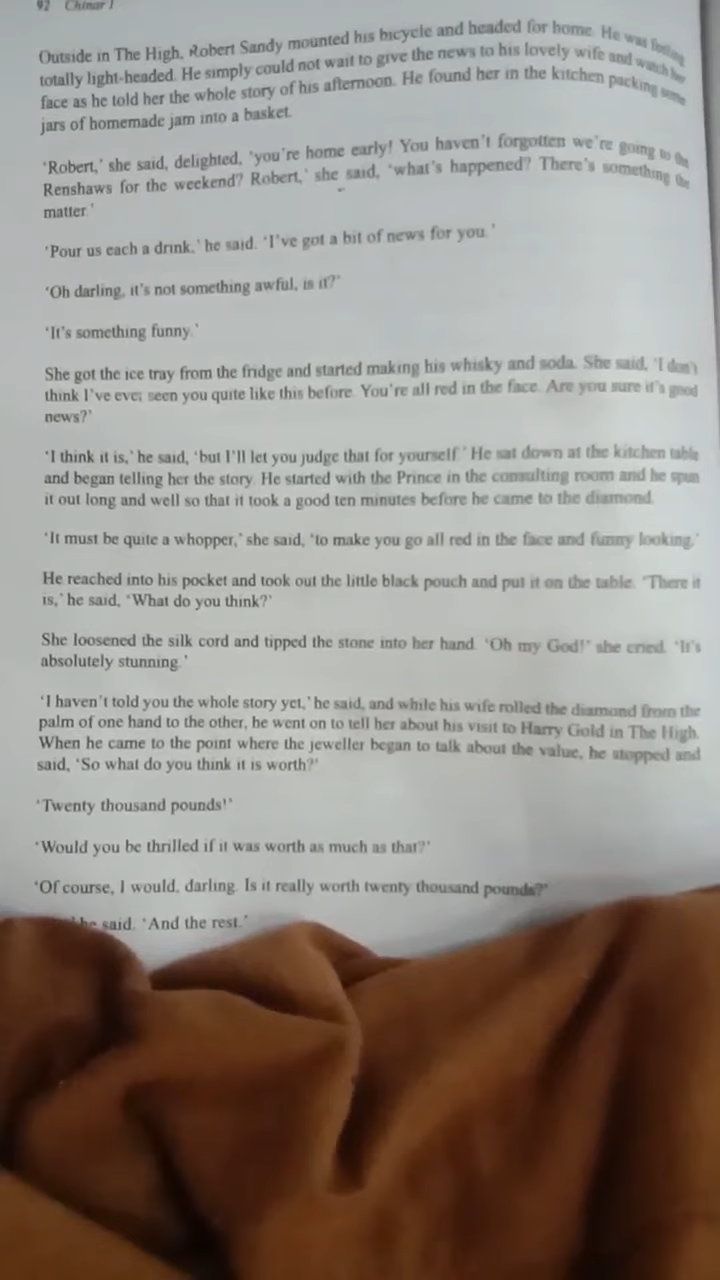 92 Chinar I
Outside in The High, Robert Sandy mounted his bicycle and headed for home. He was feeling
totally light-headed. He simply could not wait to give the news to his lovely wife and watch her
face as he told her the whole story of his afternoon. He found her in the kitchen packing some
jars of homemade jam into a basket.
'Robert,' she said, delighted, 'you're home early! You haven't forgotten we're going to the
Renshaws for the weekend? Robert,' she said, 'what's happened? There's something the
matter.'
'Pour us each a drink,' he said. 'I've got a bit of news for you.'
'Oh darling, it's not something awful, is it?'
'It's something funny.'
She got the ice tray from the fridge and started making his whisky and soda. She said, 'I don't
think I've ever seen you quite like this before. You're all red in the face. Are you sure it's good
news?'
'I think it is,' he said, 'but I'll let you judge that for yourself.' He sat down at the kitchen table
and began telling her the story. He started with the Prince in the consulting room and he spun
it out long and well so that it took a good ten minutes before he came to the diamond.
'It must be quite a whopper,' she said, 'to make you go all red in the face and funny looking.'
He reached into his pocket and took out the little black pouch and put it on the table. 'There it
is,' he said, 'What do you think?'
She loosened the silk cord and tipped the stone into her hand. 'Oh my God!' she cried. 'It's
absolutely stunning.'
'I haven't told you the whole story yet,' he said, and while his wife rolled the diamond from the
palm of one hand to the other, he went on to tell her about his visit to Harry Gold in The High.
When he came to the point where the jeweller began to talk about the value, he stopped and
said, 'So what do you think it is worth?'
'Twenty thousand pounds!'
'Would you be thrilled if it was worth as much as that?'
'Of course, I would, darling. Is it really worth twenty thousand pounds?'
he said. 'And the rest.'